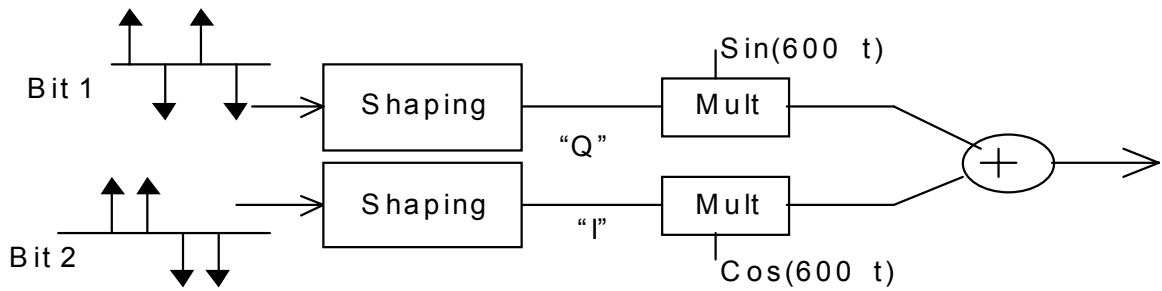 Bit 1
Shaping
"Q"
Sin(600 t)
Mult
+
Bit 2
Shaping
"I"
Mult
Cos(600 t)